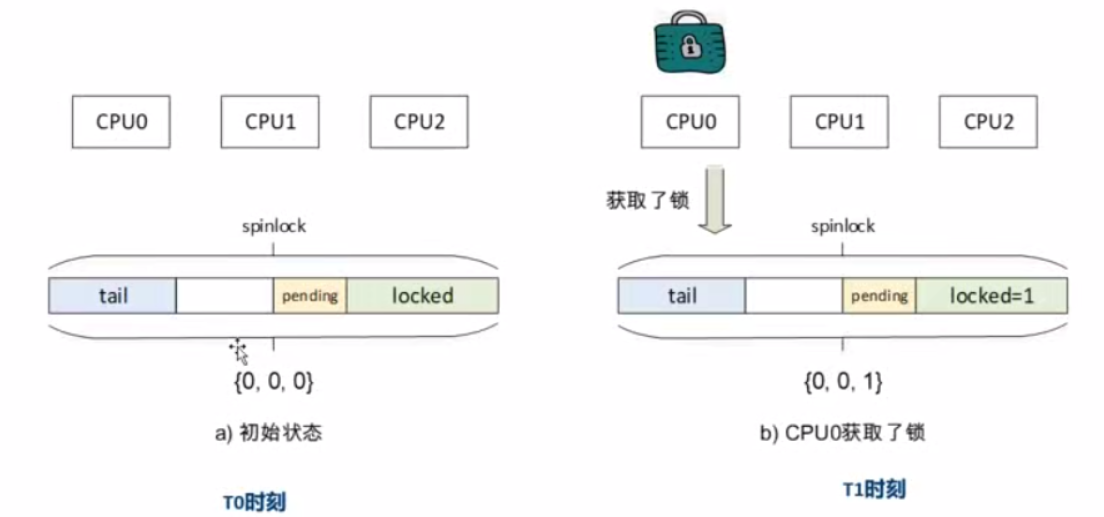 CPU0
CPU1
CPU2
spinlock
tail
pending
locked
{0, 0, 0}
a) 初始状态
T0时刻
CPU0
CPU1
CPU2
获取了锁
spinlock
tail
pending
locked=1
{0, 0, 1}
b) CPU0获取了锁
T1时刻